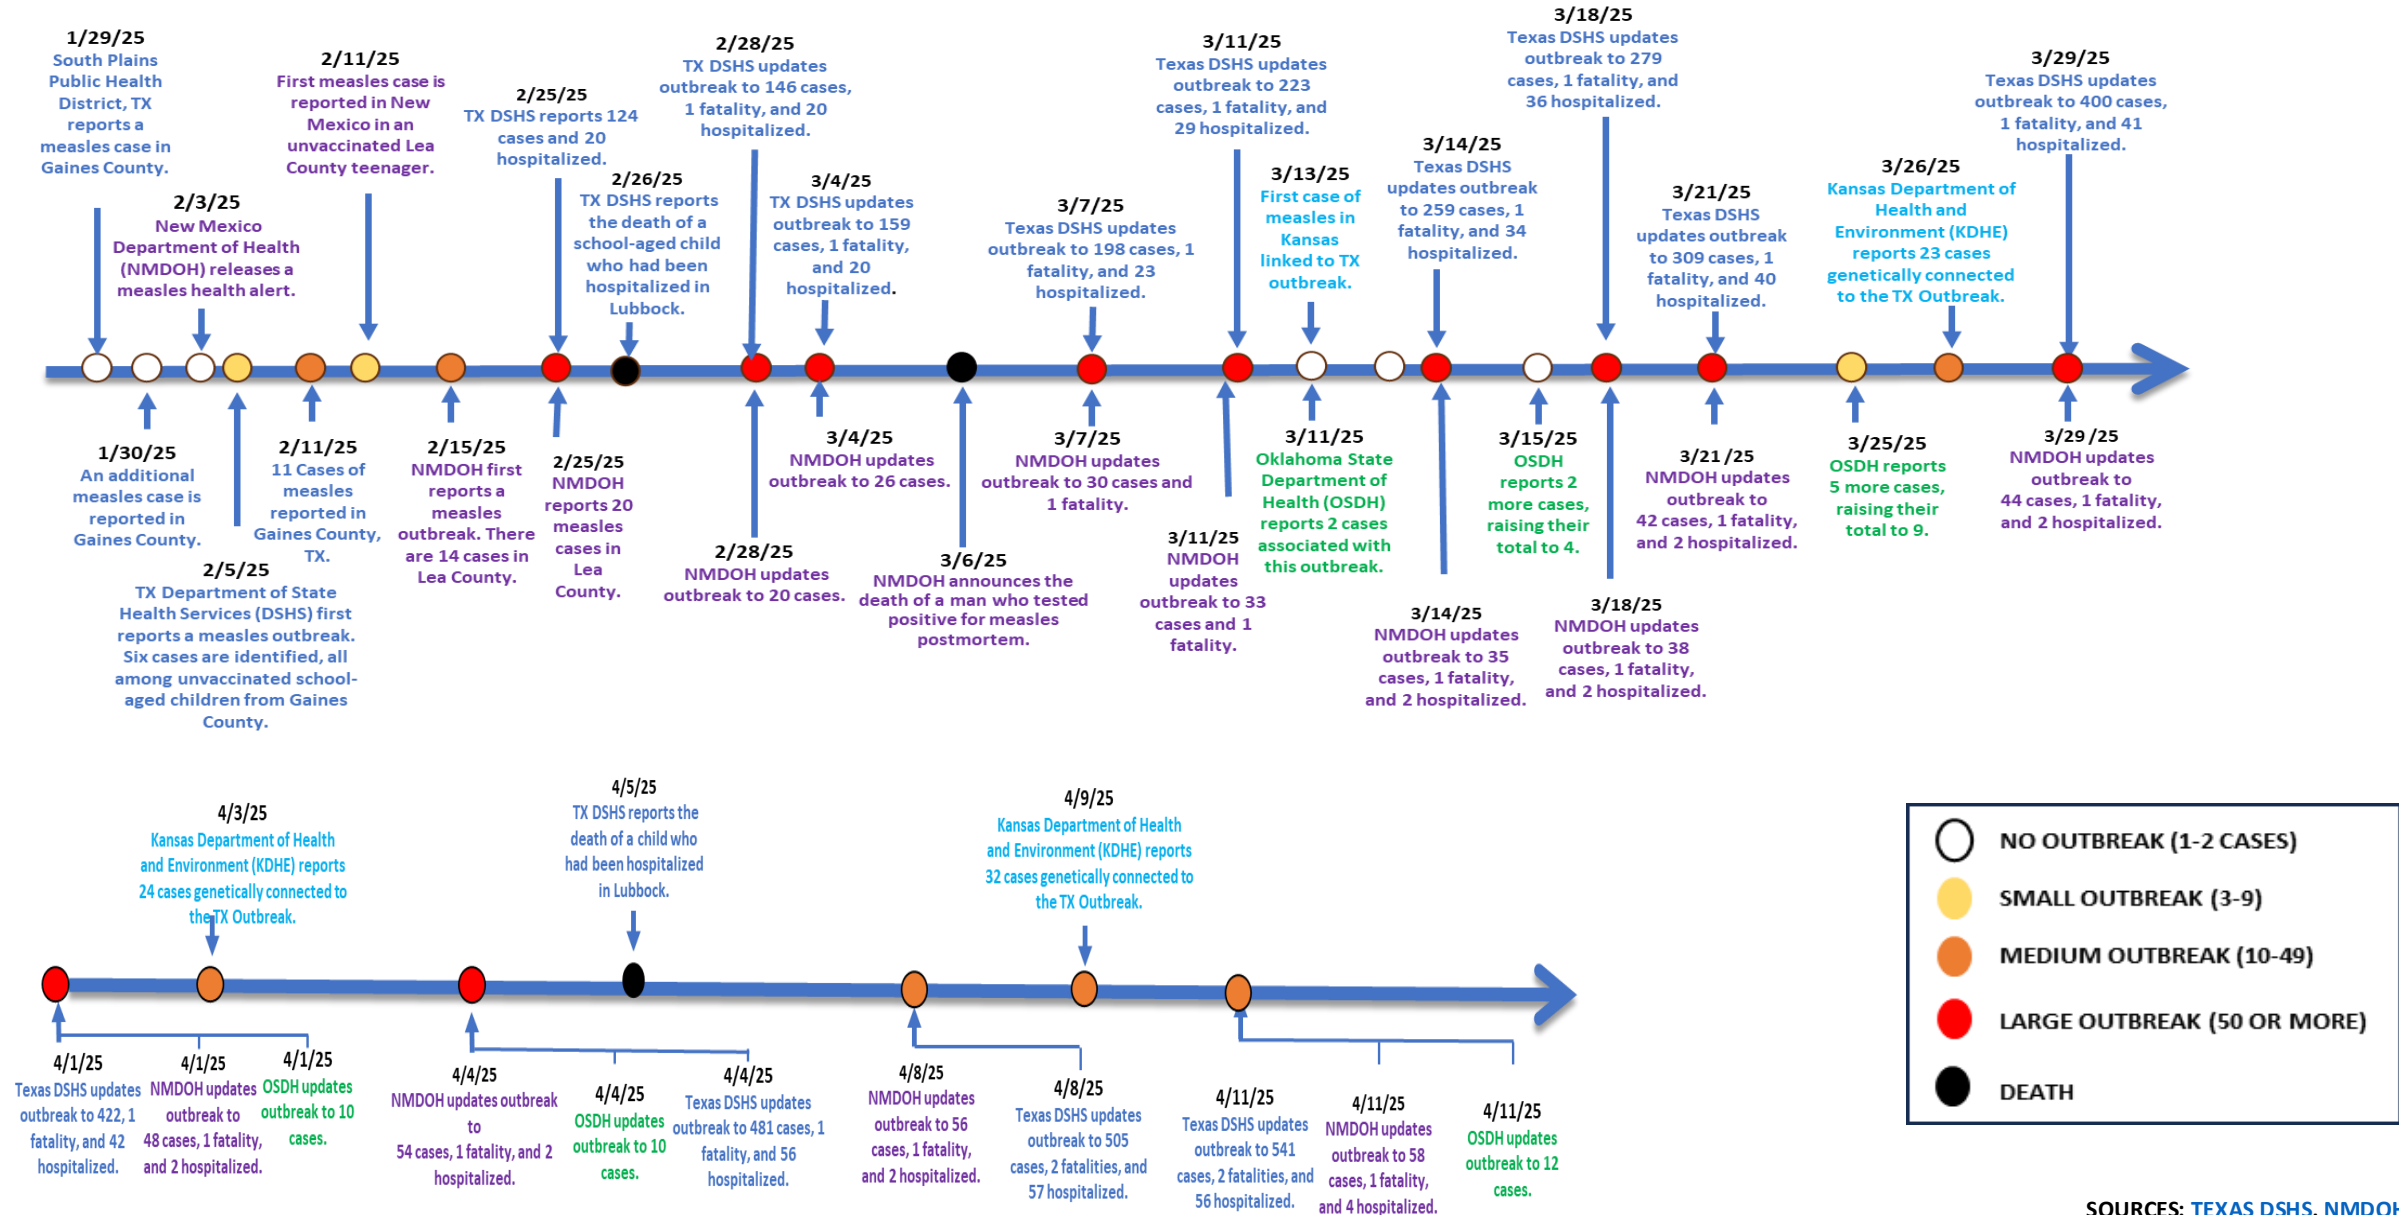 1/29/25
South Plains
Public Health
District, TX
reports a
measles case in
Gaines County.
2/3/25
New Mexico
Department of Health
(NMDOH) releases a
measles health alert.
2/11/25
First measles case is
reported in New
Mexico in an
unvaccinated Lea
County teenager.
2/25/25
TX DSHS reports 124
cases and 20
hospitalized.
2/26/25
TX DSHS reports
the death of a
school-aged child
who had been
hospitalized in
Lubbock.
2/28/25
TX DSHS updates
outbreak to 146 cases,
1 fatality, and 20
hospitalized.
3/4/25
TX DSHS updates
outbreak to 159
cases, 1 fatality,
and 20
hospitalized.
3/7/25
Texas DSHS updates
outbreak to 198 cases, 1
fatality, and 23
hospitalized.
3/11/25
Texas DSHS updates
outbreak to 223
cases, 1 fatality, and
29 hospitalized.
3/13/25
First case of
measles in
Kansas
linked to TX
outbreak.
3/14/25
Texas DSHS
updates outbreak
to 259 cases, 1
fatality, and 34
hospitalized.
3/18/25
Texas DSHS updates
outbreak to 279
cases, 1 fatality, and
36 hospitalized.
3/21/25
Texas DSHS
updates outbreak
to 309 cases, 1
fatality, and 40
hospitalized.
3/26/25
Kansas Department of
Health and
Environment (KDHE)
reports 23 cases
genetically connected
to the TX Outbreak.
3/29/25
Texas DSHS updates
outbreak to 400 cases,
1 fatality, and 41
hospitalized.
1/30/25
An additional
measles case is
reported in
Gaines County.
2/5/25
TX Department of State
Health Services (DSHS) first
reports a measles outbreak.
Six cases are identified, all
among unvaccinated school-
aged children from Gaines
County.
2/11/25
11 Cases of
measles
reported in
Gaines County,
TX.
2/15/25
NMDOH first
reports a
measles
outbreak. There
are 14 cases in
Lea County.
2/25/25
NMDOH
reports 20
measles
cases in
Lea
County.
2/28/25
NMDOH updates
outbreak to 20 cases.
3/4/25
NMDOH updates
outbreak to 26 cases.
3/6/25
NMDOH announces the
death of a man who tested
positive for measles
postmortem.
3/7/25
NMDOH updates
outbreak to 30 cases and
1 fatality.
3/11/25
NMDOH
updates
outbreak to 33
cases and 1
fatality.
3/11/25
Oklahoma State
Department of
Health (OSDH)
reports 2 cases
associated with
this outbreak.
3/14/25
NMDOH updates
outbreak to 35
cases, 1 fatality,
and 2 hospitalized.
3/15/25
OSDH
reports 2
more cases,
raising their
total to 4.
3/18/25
NMDOH updates
outbreak to 38
cases, 1 fatality,
and 2 hospitalized.
3/21/25
NMDOH updates
outbreak to
42 cases, 1 fatality,
and 2 hospitalized.
3/25/25
OSDH reports
5 more cases,
raising their
total to 9.
3/29/25
NMDOH updates
outbreak to
44 cases, 1 fatality,
and 2 hospitalized.
4/3/25
Kansas Department of Health
and Environment (KDHE) reports
24 cases genetically connected to
the TX Outbreak.
4/5/25
TX DSHS reports the
death of a child who
had been hospitalized
in Lubbock.
4/9/25
Kansas Department of Health
and Environment (KDHE) reports
32 cases genetically connected to
the TX Outbreak.
4/1/25
Texas DSHS updates
outbreak to 422, 1
fatality, and 42
hospitalized.
4/1/25
NMDOH updates
outbreak to
48 cases, 1 fatality,
and 2 hospitalized.
4/1/25
OSDH updates
outbreak to 10
cases.
4/4/25
NMDOH updates outbreak
to
54 cases, 1 fatality, and 2
hospitalized.
4/4/25
OSDH updates
outbreak to 10
cases.
4/4/25
Texas DSHS updates
outbreak to 481 cases, 1
fatality, and 56
hospitalized.
4/8/25
NMDOH updates
outbreak to 56
cases, 1 fatality,
and 2 hospitalized.
4/8/25
Texas DSHS updates
outbreak to 505
cases, 2 fatalities, and
57 hospitalized.
4/11/25
Texas DSHS updates
outbreak to 541
cases, 2 fatalities, and
56 hospitalized.
4/11/25
NMDOH updates
outbreak to 58
cases, 1 fatality,
and 4 hospitalized.
4/11/25
OSDH updates
outbreak to 12
cases.
NO OUTBREAK (1-2 CASES)
SMALL OUTBREAK (3-9)
MEDIUM OUTBREAK (10-49)
LARGE OUTBREAK (50 OR MORE)
DEATH
SOURCES: TEXAS DSHS, NMDOH